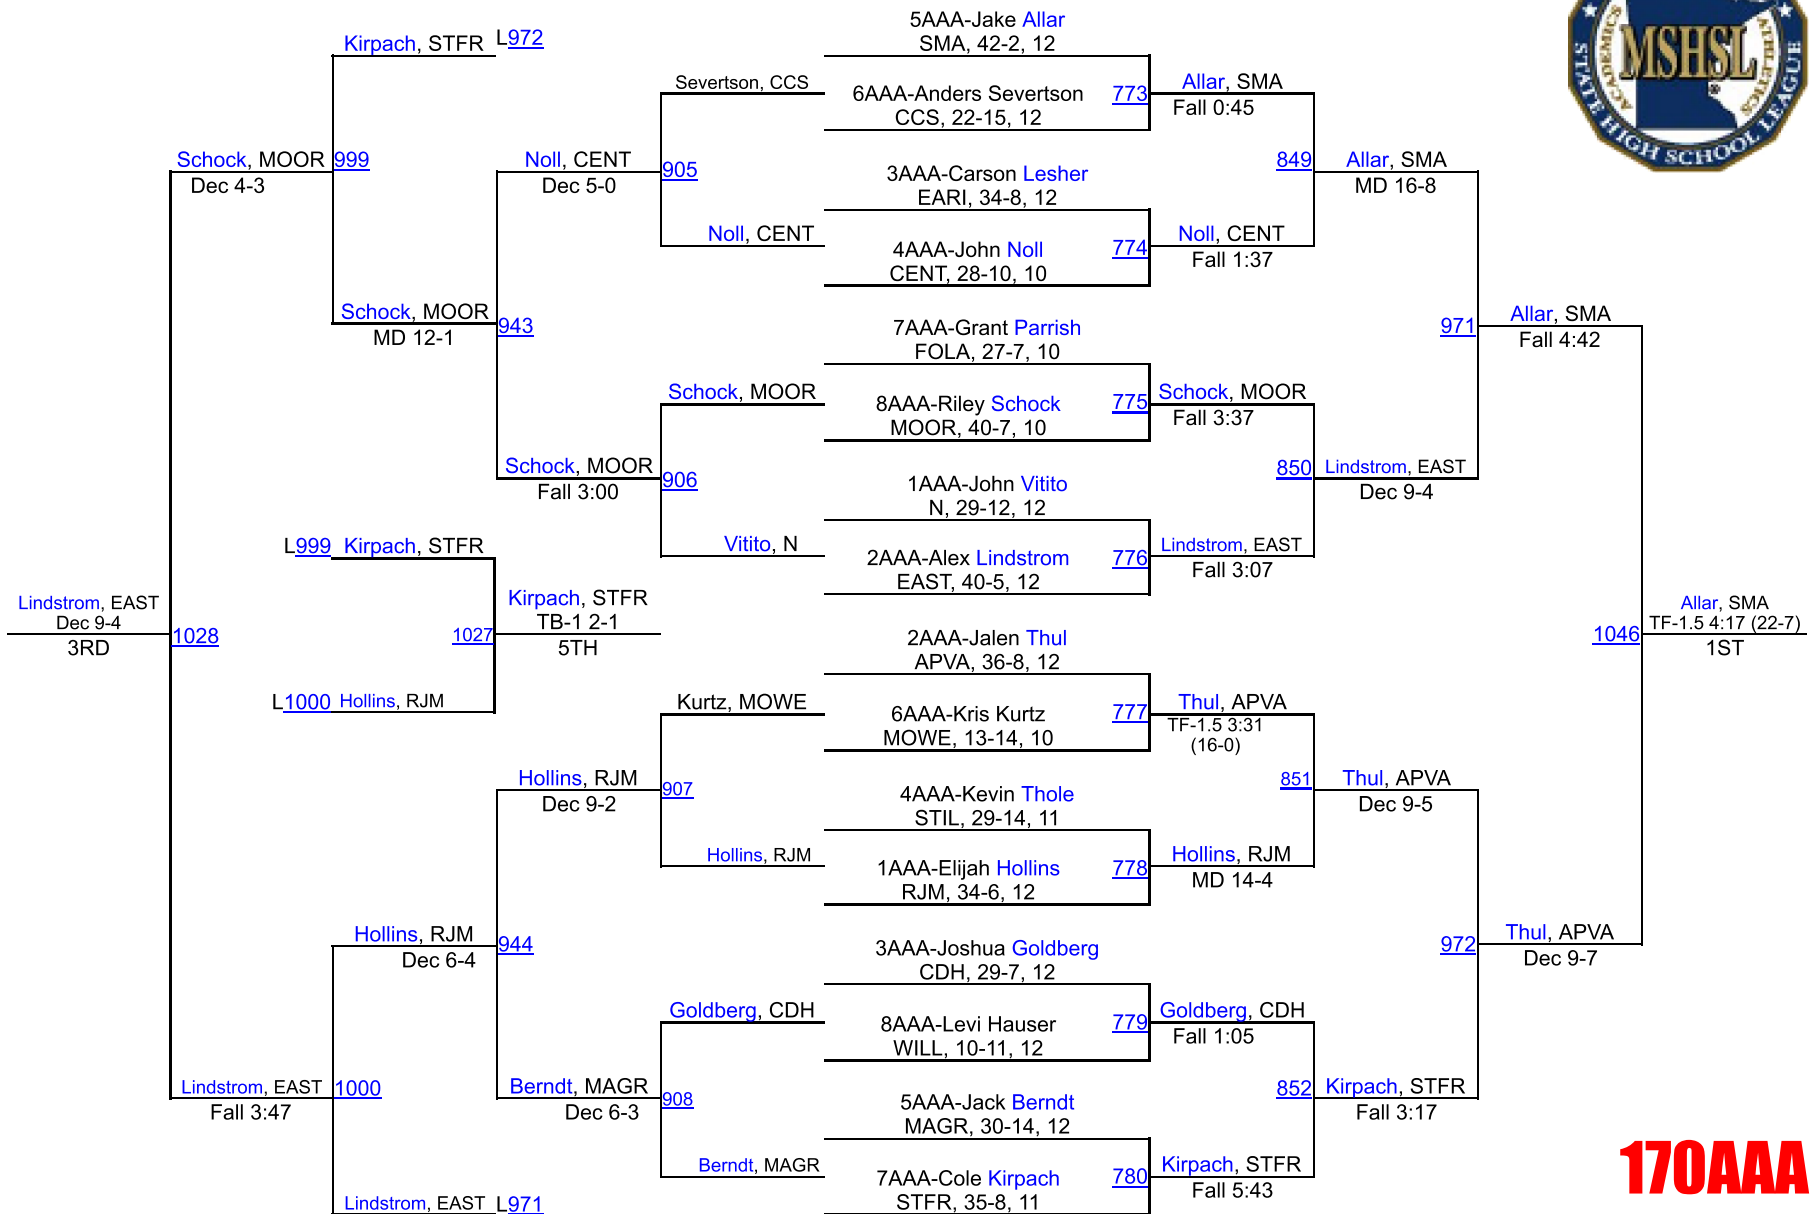 Kirpach, STFR L972
Schock, MOOR 999
Dec 4-3
Schock, MOOR
MD 12-1
943
Noll, CENT
Dec 5-0
905
Severtson, CCS
Noll, CENT
Schock, MOOR
Fall 3:00
906
Schock, MOOR
Vitito, N
L999 Kirpach, STFR
Kirpach, STFR
TB-1 2-1
5TH
1027
L1000 Hollins, RJM
Lindstrom, EAST
Dec 9-4
3RD
1028
Kurtz, MOWE
Hollins, RJM
Dec 9-2
907
Hollins, RJM
Hollins, RJM
Dec 6-4
944
Goldberg, CDH
Berndt, MAGR
Dec 6-3
908
Berndt, MAGR
Lindstrom, EAST
Fall 3:47
1000
Lindstrom, EAST L971
5AAA-Jake Allar
SMA, 42-2, 12
6AAA-Anders Severtson
CCS, 22-15, 12
773
3AAA-Carson Lesher
EARI, 34-8, 12
4AAA-John Noll
CENT, 28-10, 10
774
7AAA-Grant Parrish
FOLA, 27-7, 10
8AAA-Riley Schock
MOOR, 40-7, 10
775
1AAA-John Vitito
N, 29-12, 12
2AAA-Alex Lindstrom
EAST, 40-5, 12
776
2AAA-Jalen Thul
APVA, 36-8, 12
6AAA-Kris Kurtz
MOWE, 13-14, 10
777
4AAA-Kevin Thole
STIL, 29-14, 11
1AAA-Elijah Hollins
RJM, 34-6, 12
778
3AAA-Joshua Goldberg
CDH, 29-7, 12
8AAA-Levi Hauser
WILL, 10-11, 12
779
5AAA-Jack Berndt
MAGR, 30-14, 12
7AAA-Cole Kirpach
STFR, 35-8, 11
780
Allar, SMA
Fall 0:45
Noll, CENT
Fall 1:37
849
Allar, SMA
MD 16-8
Schock, MOOR
Fall 3:37
Lindstrom, EAST
Fall 3:07
850
Lindstrom, EAST
Dec 9-4
971
Allar, SMA
Fall 4:42
Thul, APVA
TF-1.5 3:31
(16-0)
Hollins, RJM
MD 14-4
851
Thul, APVA
Dec 9-5
Goldberg, CDH
Fall 1:05
Kirpach, STFR
Fall 5:43
852
Kirpach, STFR
Fall 3:17
972
Thul, APVA
Dec 9-7
1046
Allar, SMA
TF-1.5 4:17 (22-7)
1ST
ACADEMICS
MSHSL
®
ATHLETICS
STATE HIGH SCHOOL LEAGUE
170AAA